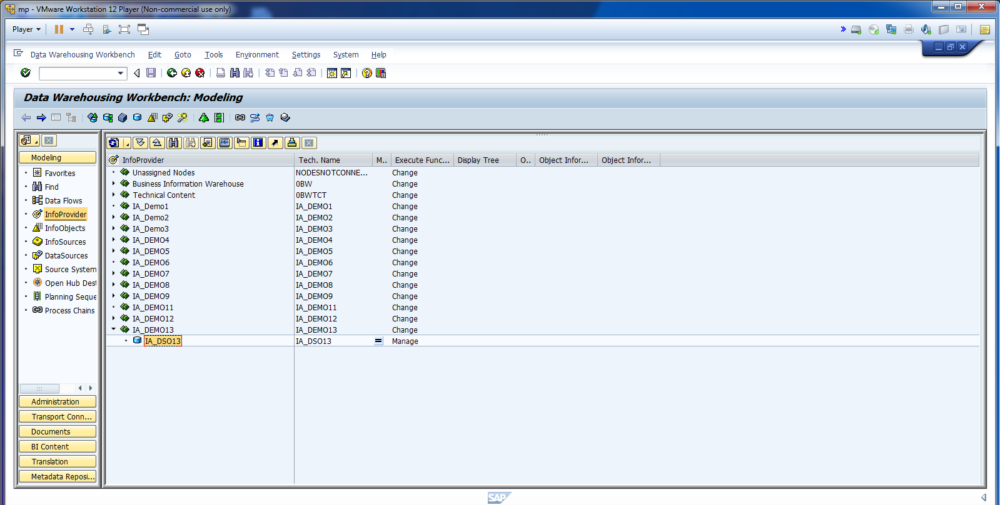 mp - VMware Workstation 12 Player (Non-commercial use only)
Player
Data Warehousing Workbench Edit Goto Tools Environment Settings System Help
Data Warehousing Workbench: Modeling
Modeling
Favorites
Find
Data Flows
InfoProvider
InfoObjects
InfoSources
DataSources
Source System
Open Hub Dest
Planning Seque
Process Chains
Administration
Transport Conn...
Documents
BI Content
Translation
Metadata Reposi...
InfoProvider Tech. Name M.. Execute Func... Display Tree O.. Object Infor... Object Infor...
Unassigned Nodes NODESNOTCONNE... Change
Business Information Warehouse 0BW Change
Technical Content 0BWTCT Change
IA_Demo1 IA_DEMO1 Change
IA_Demo2 IA_DEMO2 Change
IA_Demo3 IA_DEMO3 Change
IA_DEMO4 IA_DEMO4 Change
IA_DEMO5 IA_DEMO5 Change
IA_DEMO6 IA_DEMO6 Change
IA_DEMO7 IA_DEMO7 Change
IA_DEMO8 IA_DEMO8 Change
IA_DEMO9 IA_DEMO9 Change
IA_DEMO11 IA_DEMO11 Change
IA_DEMO12 IA_DEMO12 Change
IA_DEMO13 IA_DEMO13 Change
IA_DSO13 IA_DSO13 Manage
SAP